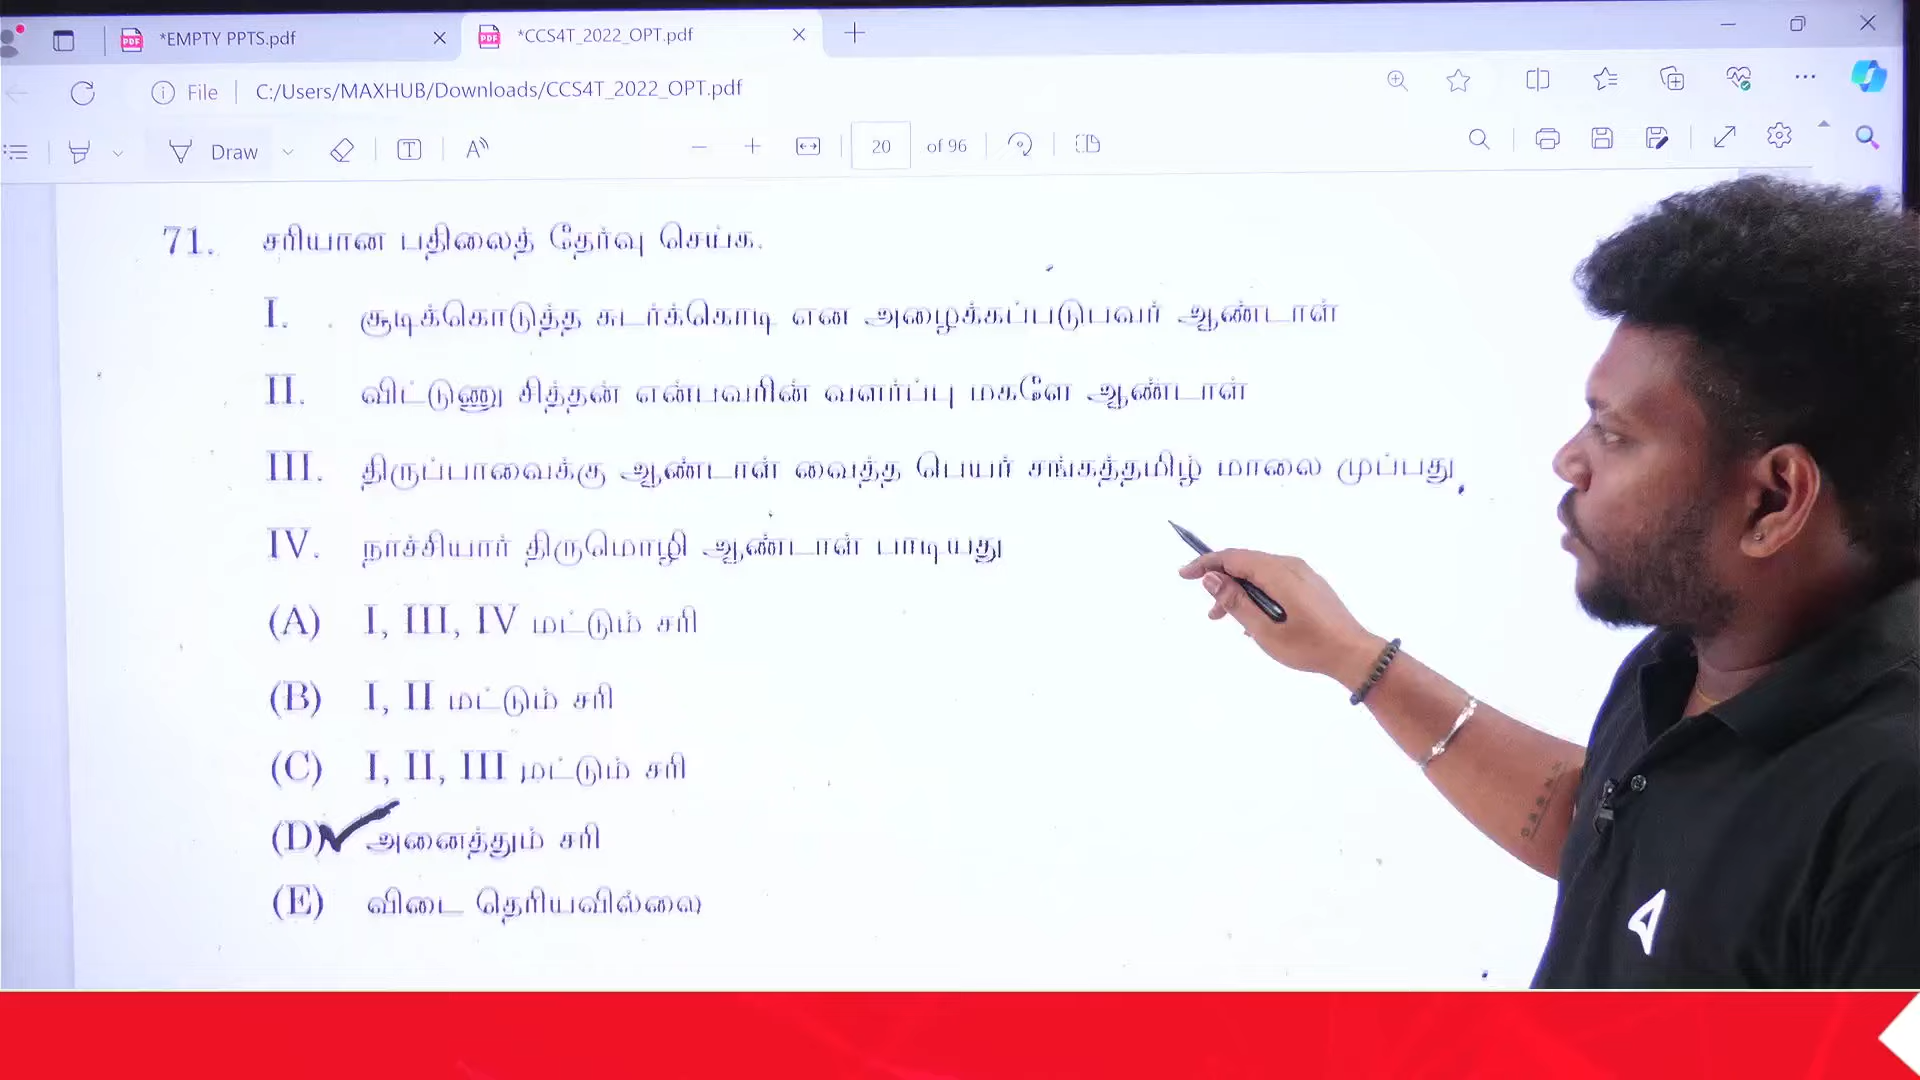 *EMPTY PPTS.pdf
*CCS4T_2022_OPT.pdf
File
C:/Users/MAXHUB/Downloads/CCS4T_2022_OPT.pdf
Draw
20 of 96
71. சரியான பதிலைத் தேர்வு செய்க.
I. சூடிக்கொடுத்த சுடர்க்கொடி என அழைக்கப்படுபவர் ஆண்டாள்
II. விட்டுணு சித்தன் என்பவரின் வளர்ப்பு மகளே ஆண்டாள்
III. திருப்பாவைக்கு ஆண்டாள் வைத்த பெயர் சங்கத்தமிழ் மாலை முப்பது
IV. நாச்சியார் திருமொழி ஆண்டாள் பாடியது
(A) I, III, IV மட்டும் சரி
(B) I, II மட்டும் சரி
(C) I, II, III மட்டும் சரி
(D) அனைத்தும் சரி
(E) விடை தெரியவில்லை